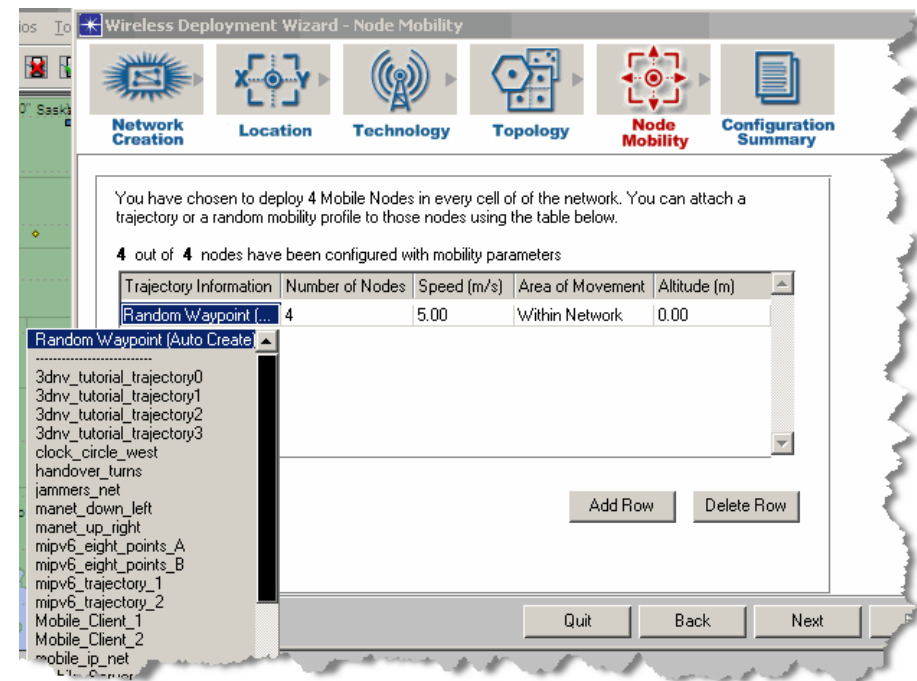 ios To
Wireless Deployment Wizard - Node Mobility
X Y
Network Creation
Location
Technology
Topology
Node Mobility
Configuration Summary
You have chosen to deploy 4 Mobile Nodes in every cell of of the network. You can attach a
trajectory or a random mobility profile to those nodes using the table below.
4 out of 4 nodes have been configured with mobility parameters
Trajectory Information Number of Nodes Speed (m/s) Area of Movement Altitude (m)
Random Waypoint (... 4 5.00 Within Network 0.00
Random Waypoint (Auto Create)
---------------------------
3dnv_tutorial_trajectory0
3dnv_tutorial_trajectory1
3dnv_tutorial_trajectory2
3dnv_tutorial_trajectory3
clock_circle_west
handover_turns
jammers_net
manet_down_left
manet_up_right
mipv6_eight_points_A
mipv6_eight_points_B
mipv6_trajectory_1
mipv6_trajectory_2
Mobile_Client_1
Mobile_Client_2
mobile_ip_net
Add Row Delete Row
Quit Back Next